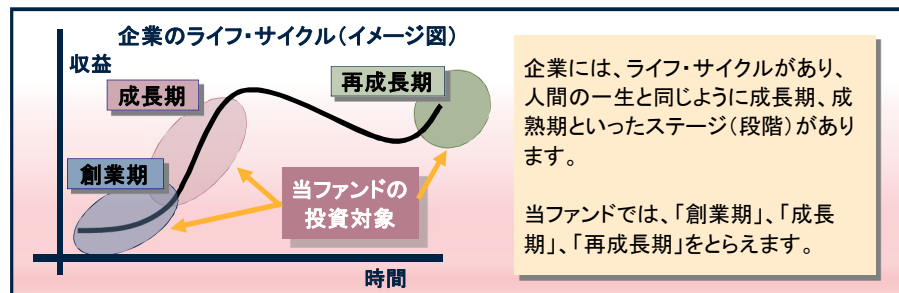 企業のライフ・サイクル(イメージ図)
収益
成長期
再成長期
創業期
当ファンドの
投資対象
時間
企業には、ライフ・サイクルがあり、
人間の一生と同じように成長期、成
熟期といったステージ(段階)があり
ます。
当ファンドでは、「創業期」、「成長
期」、「再成長期」をとらえます。